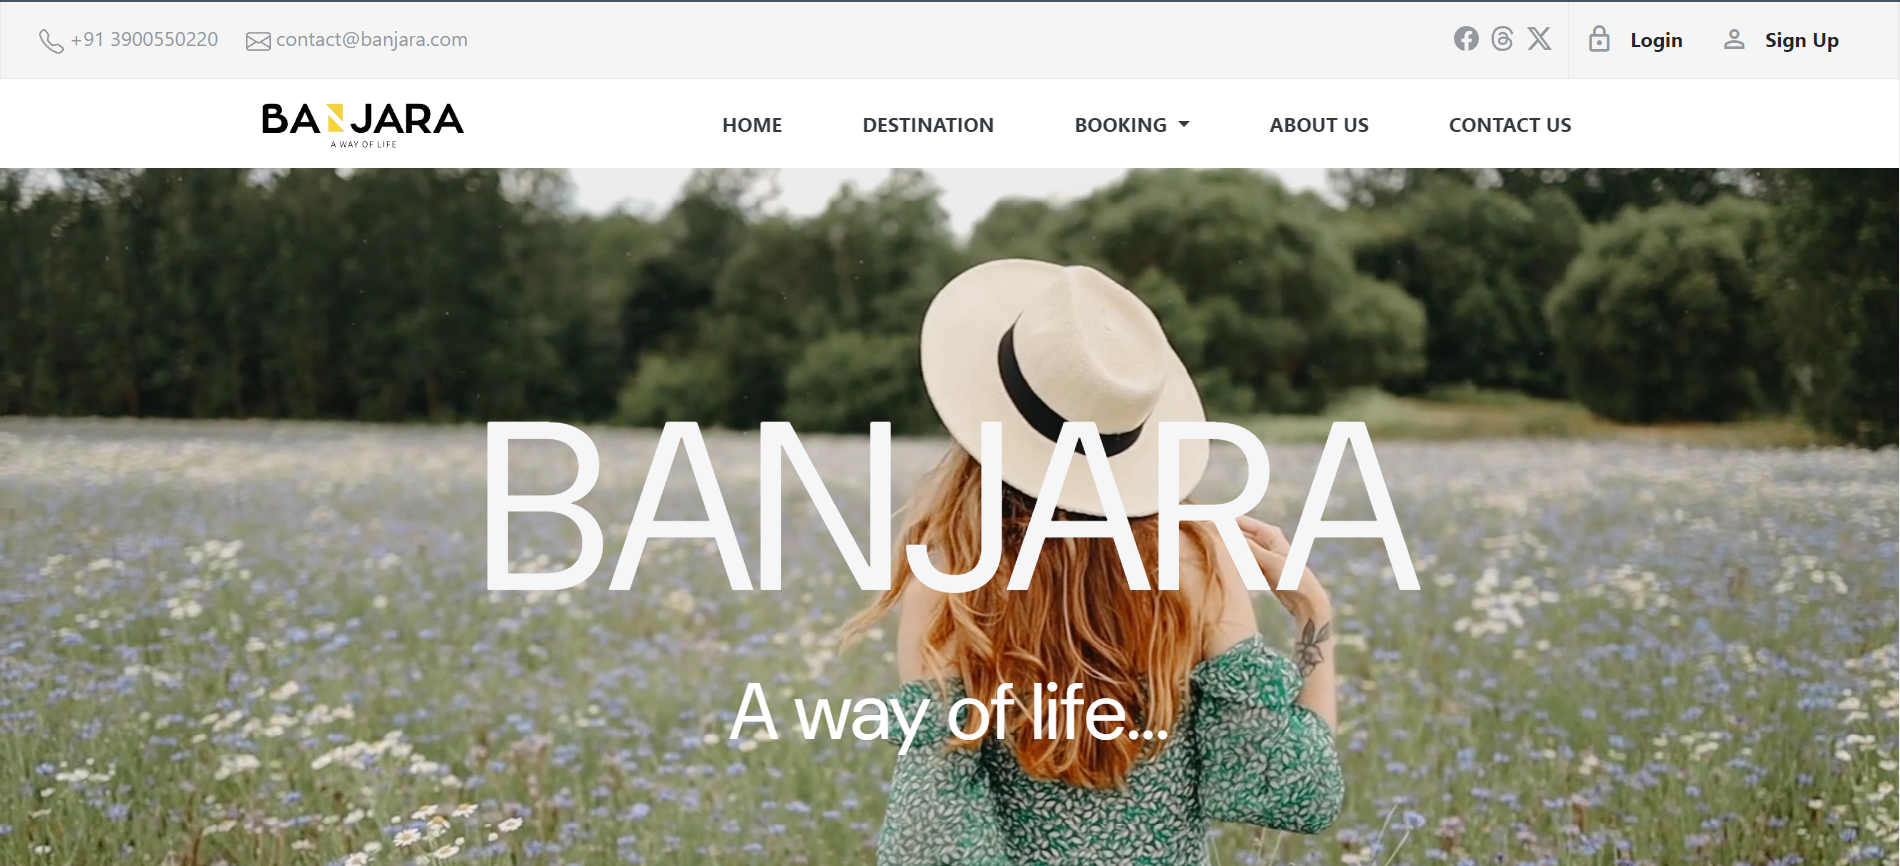 +91 3900550220 contact@banjara.com Login Sign Up
BANJARA
A WAY OF LIFE
HOME DESTINATION BOOKING ABOUT US CONTACT US
BANJARA
A way of life...